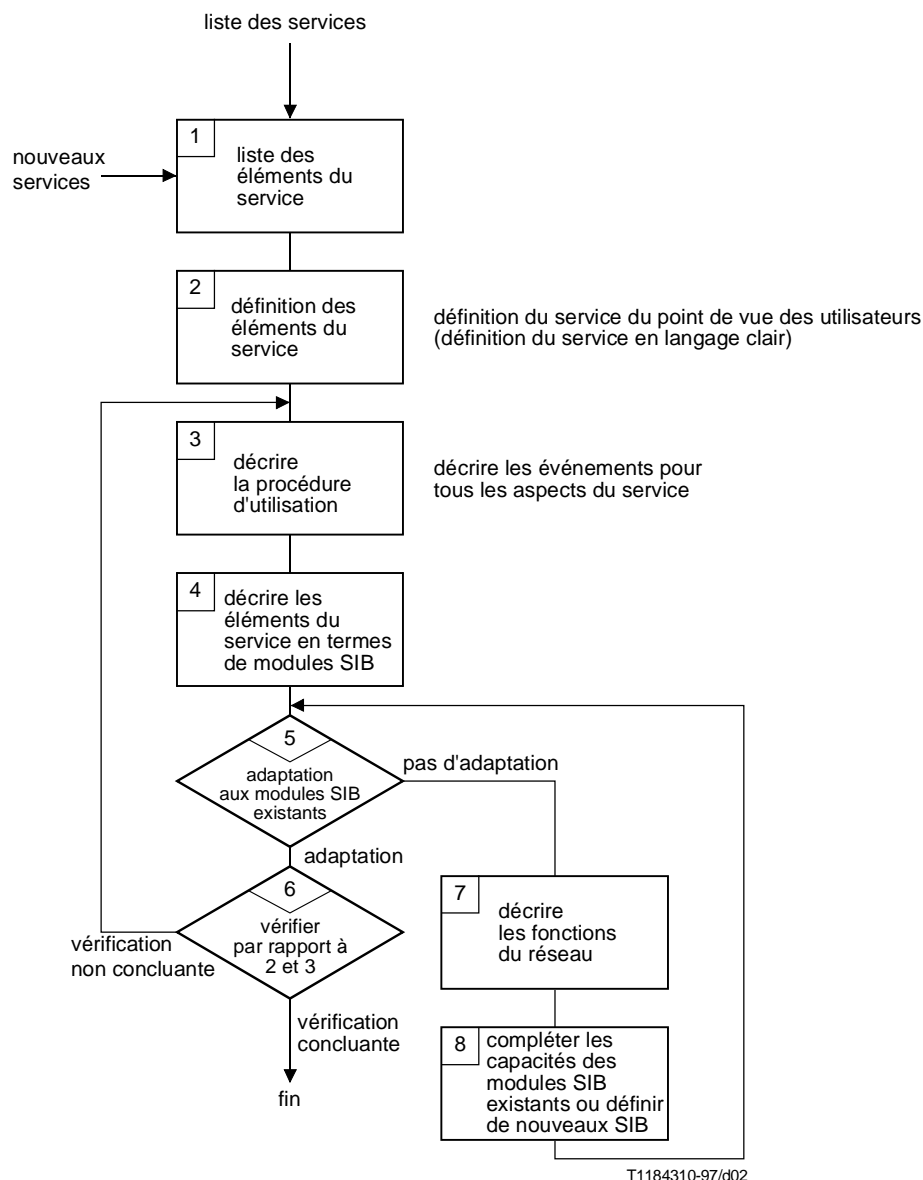 liste des services
1
liste des
éléments du
service
nouveaux
services
2
définition des
éléments du
service
définition du service du point de vue des utilisateurs
(définition du service en langage clair)
3
décrire
la procédure
d'utilisation
décrire les événements pour
tous les aspects du service
4
décrire les
éléments du
service en termes
de modules SIB
5
adaptation
aux modules SIB
existants
pas d'adaptation
adaptation
6
vérifier
par rapport à
2 et 3
vérification
non concluante
vérification
concluante
fin
7
décrire
les fonctions
du réseau
8
compléter les
capacités des
modules SIB
existants ou définir
de nouveaux SIB
T1184310-97/d02